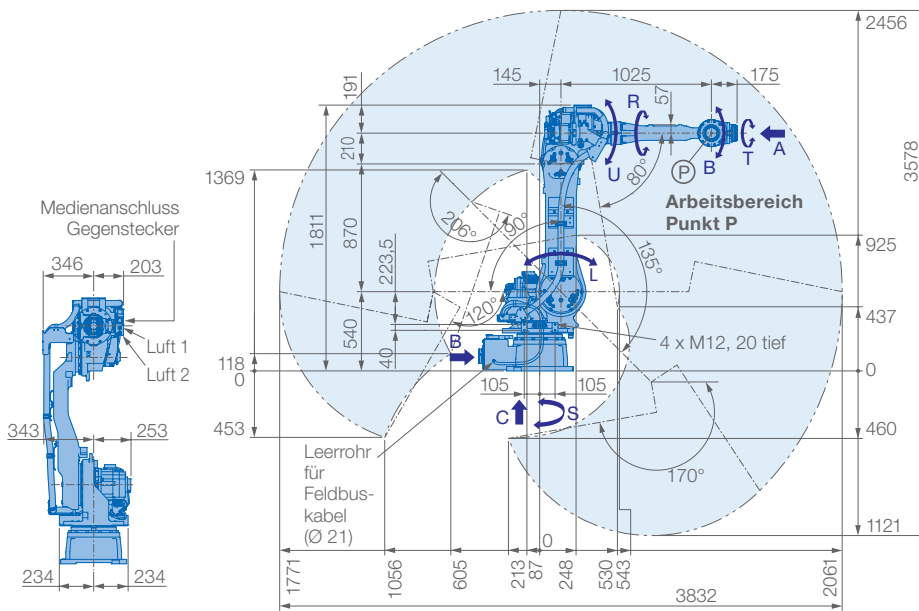 2456
145
1025
175
191
R
57
210
U
80°
P
B
T
A
3578
Arbeitsbereich
Punkt P
1369
1811
870
206°
90°
135°
925
Medienanschluss
Gegenstecker
346
203
223,5
L
120°
437
540
4 x M12, 20 tief
Luft 1
Luft 2
118
0
40
B
0
105
105
C
S
453
460
343
253
Leerrohr
für
Feldbus-
kabel
(Ø 21)
170°
1121
234
234
0
1771
1056
605
213
87
248
530
543
2061
3832